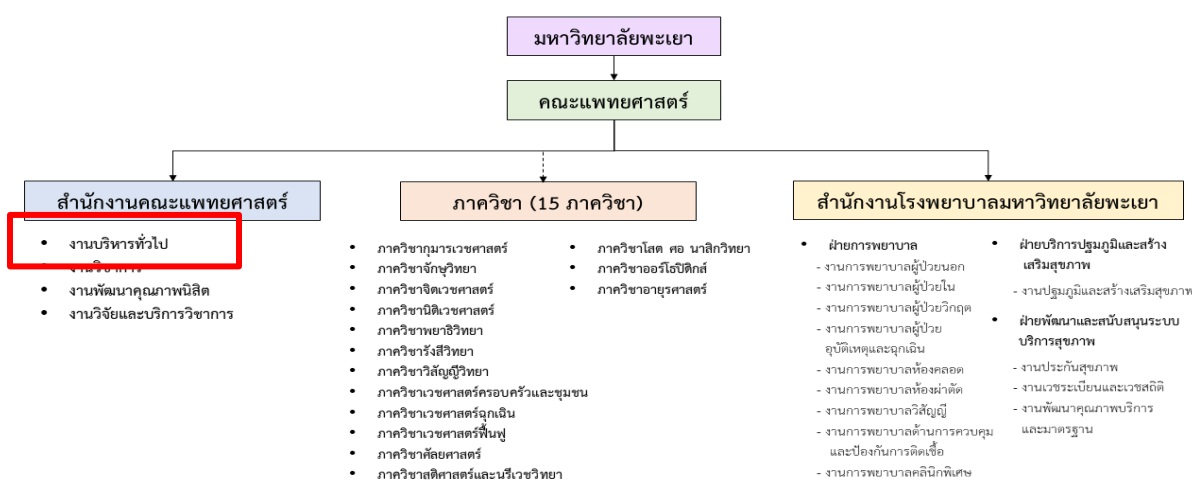 มหาวิทยาลัยพะเยา
คณะแพทยศาสตร์
สำนักงานคณะแพทยศาสตร์
• งานบริหารทั่วไป
• งานวิชาการ
• งานพัฒนาคุณภาพนิสิต
• งานวิจัยและบริการวิชาการ
ภาควิชา (15 ภาควิชา)
• ภาควิชากุมารเวชศาสตร์
• ภาควิชาจักษุวิทยา
• ภาควิชาจิตเวชศาสตร์
• ภาควิชานิติเวชศาสตร์
• ภาควิชาพยาธิวิทยา
• ภาควิชารังสีวิทยา
• ภาควิชาวิสัญญีวิทยา
• ภาควิชาเวชศาสตร์ครอบครัวและชุมชน
• ภาควิชาเวชศาสตร์ฉุกเฉิน
• ภาควิชาเวชศาสตร์ฟื้นฟู
• ภาควิชาศัลยศาสตร์
• ภาควิชาสูติศาสตร์และนรีเวชวิทยา
• ภาควิชาโสต ศอ นาสิกวิทยา
• ภาควิชาออร์โธปิดิกส์
• ภาควิชาอายุรศาสตร์
สำนักงานโรงพยาบาลมหาวิทยาลัยพะเยา
• ฝ่ายการพยาบาล
- งานการพยาบาลผู้ป่วยนอก
- งานการพยาบาลผู้ป่วยใน
- งานการพยาบาลผู้ป่วยวิกฤต
- งานการพยาบาลผู้ป่วย
อุบัติเหตุและฉุกเฉิน
- งานการพยาบาลห้องคลอด
- งานการพยาบาลห้องผ่าตัด
- งานการพยาบาลวิสัญญี
- งานการพยาบาลด้านการควบคุม
และป้องกันการติดเชื้อ
- งานการพยาบาลคลินิกพิเศษ
• ฝ่ายบริการปฐมภูมิและสร้าง
เสริมสุขภาพ
- งานปฐมภูมิและสร้างเสริมสุขภาพ
• ฝ่ายพัฒนาและสนับสนุนระบบ
บริการสุขภาพ
- งานประกันสุขภาพ
- งานเวชระเบียนและเวชสถิติ
- งานพัฒนาคุณภาพบริการ
และมาตรฐาน